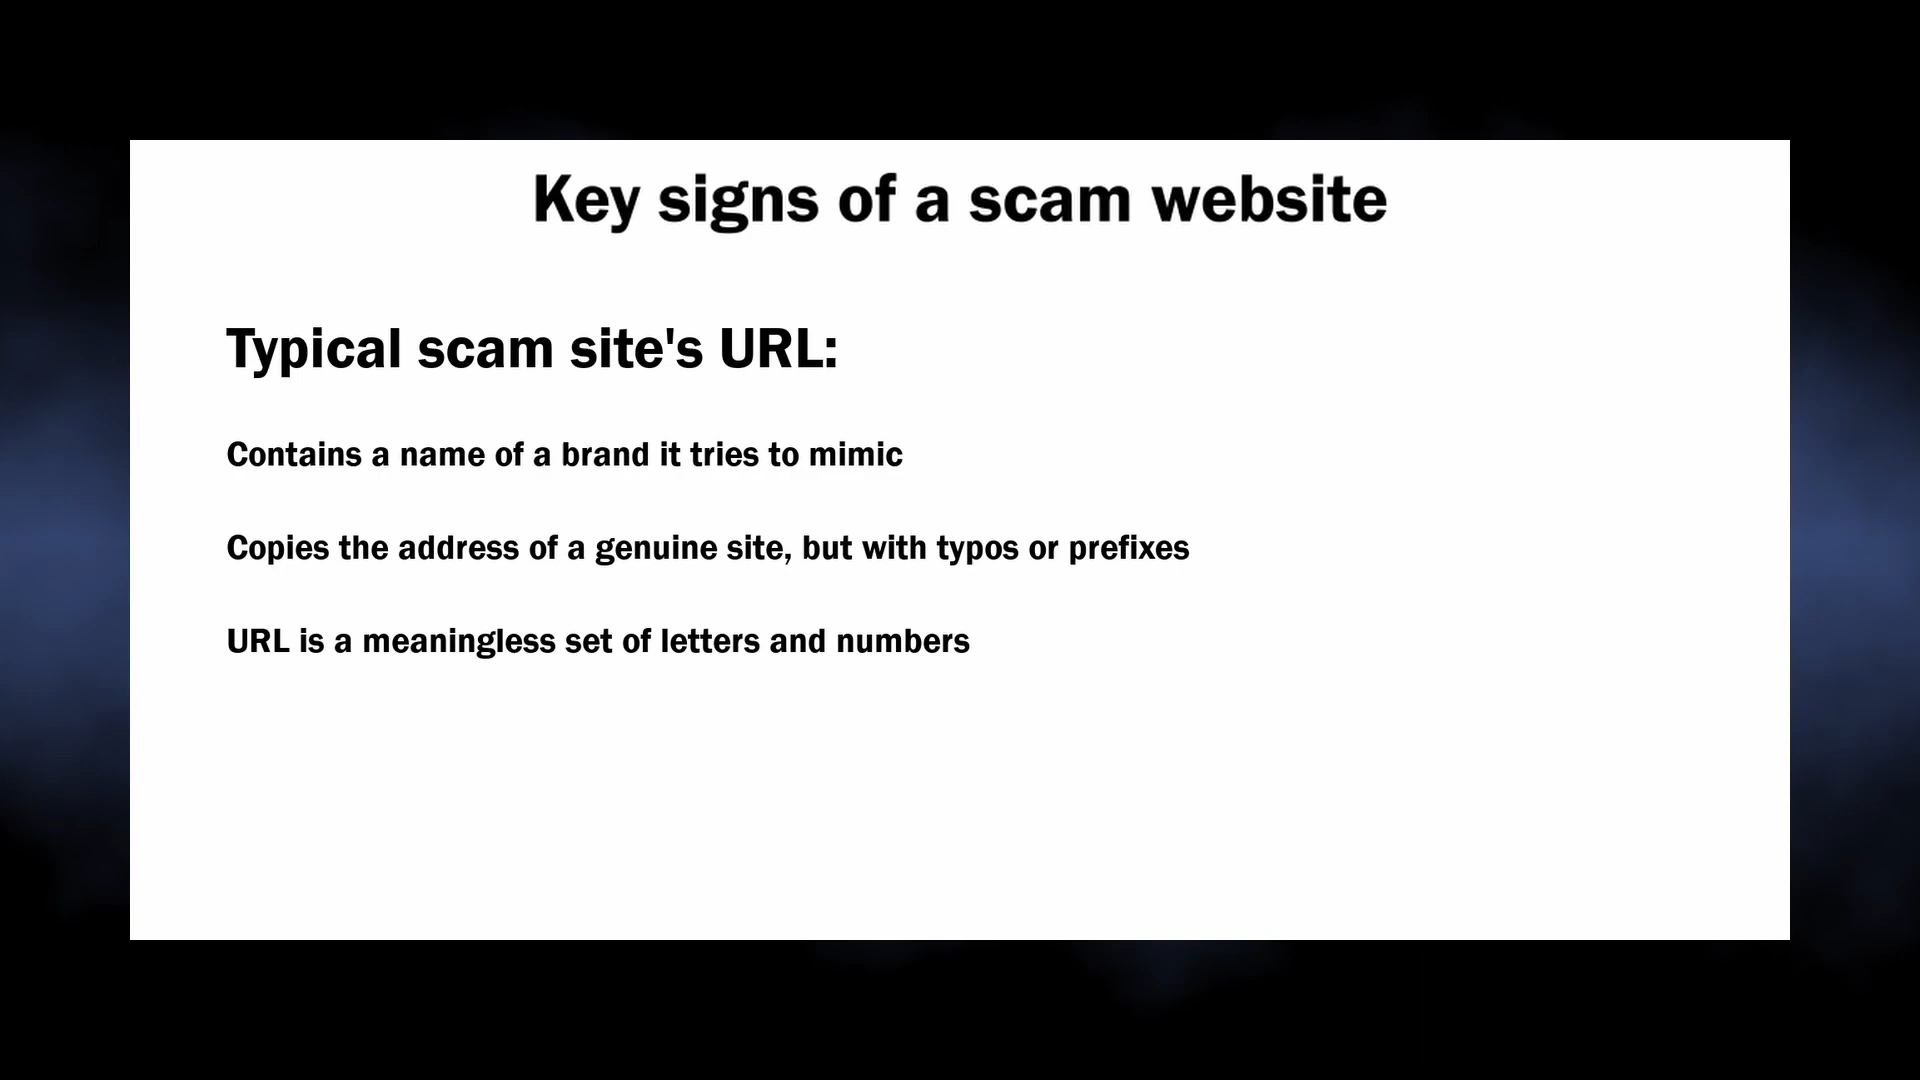 Key signs of a scam website
Typical scam site's URL:
Contains a name of a brand it tries to mimic
Copies the address of a genuine site, but with typos or prefixes
URL is a meaningless set of letters and numbers